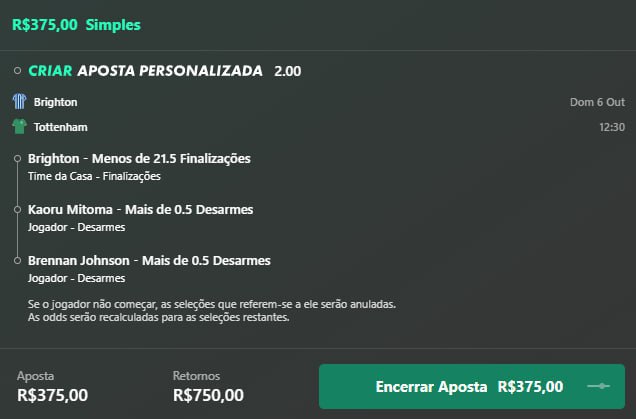 R$375,00 Simples
CRIAR APOSTA PERSONALIZADA 2.00
Brighton Dom 6 Out
Tottenham 12:30
Brighton - Menos de 21.5 Finalizações
Time da Casa - Finalizações
Kaoru Mitoma - Mais de 0.5 Desarmes
Jogador - Desarmes
Brennan Johnson - Mais de 0.5 Desarmes
Jogador - Desarmes
Se o jogador não começar, as seleções que referem-se a ele serão anuladas.
As odds serão recalculadas para as seleções restantes.
Aposta Retornos
R$375,00 R$750,00 Encerrar Aposta R$375,00